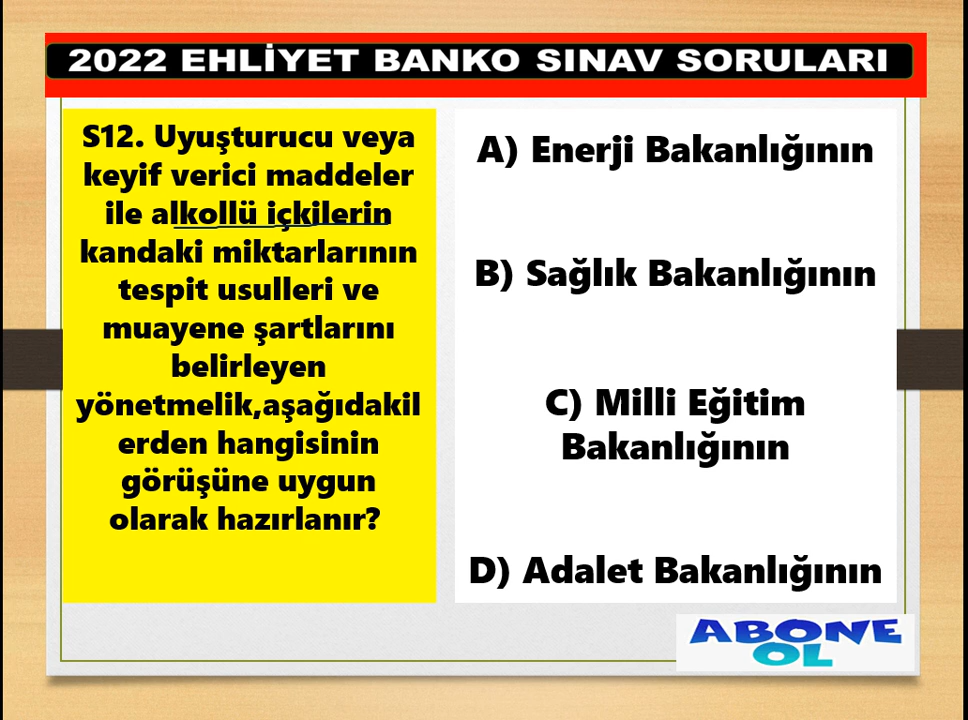 2022 EHLİYET BANKO SINAV SORULARI
S12. Uyuşturucu veya
keyif verici maddeler
ile alkollü içkilerin
kandaki miktarlarının
tespit usulleri ve
muayene şartlarını
belirleyen
yönetmelik,aşağıdakil
erden hangisinin
görüşüne uygun
olarak hazırlanır?
A) Enerji Bakanlığının
B) Sağlık Bakanlığının
C) Milli Eğitim
Bakanlığının
D) Adalet Bakanlığının
ABONE
OL